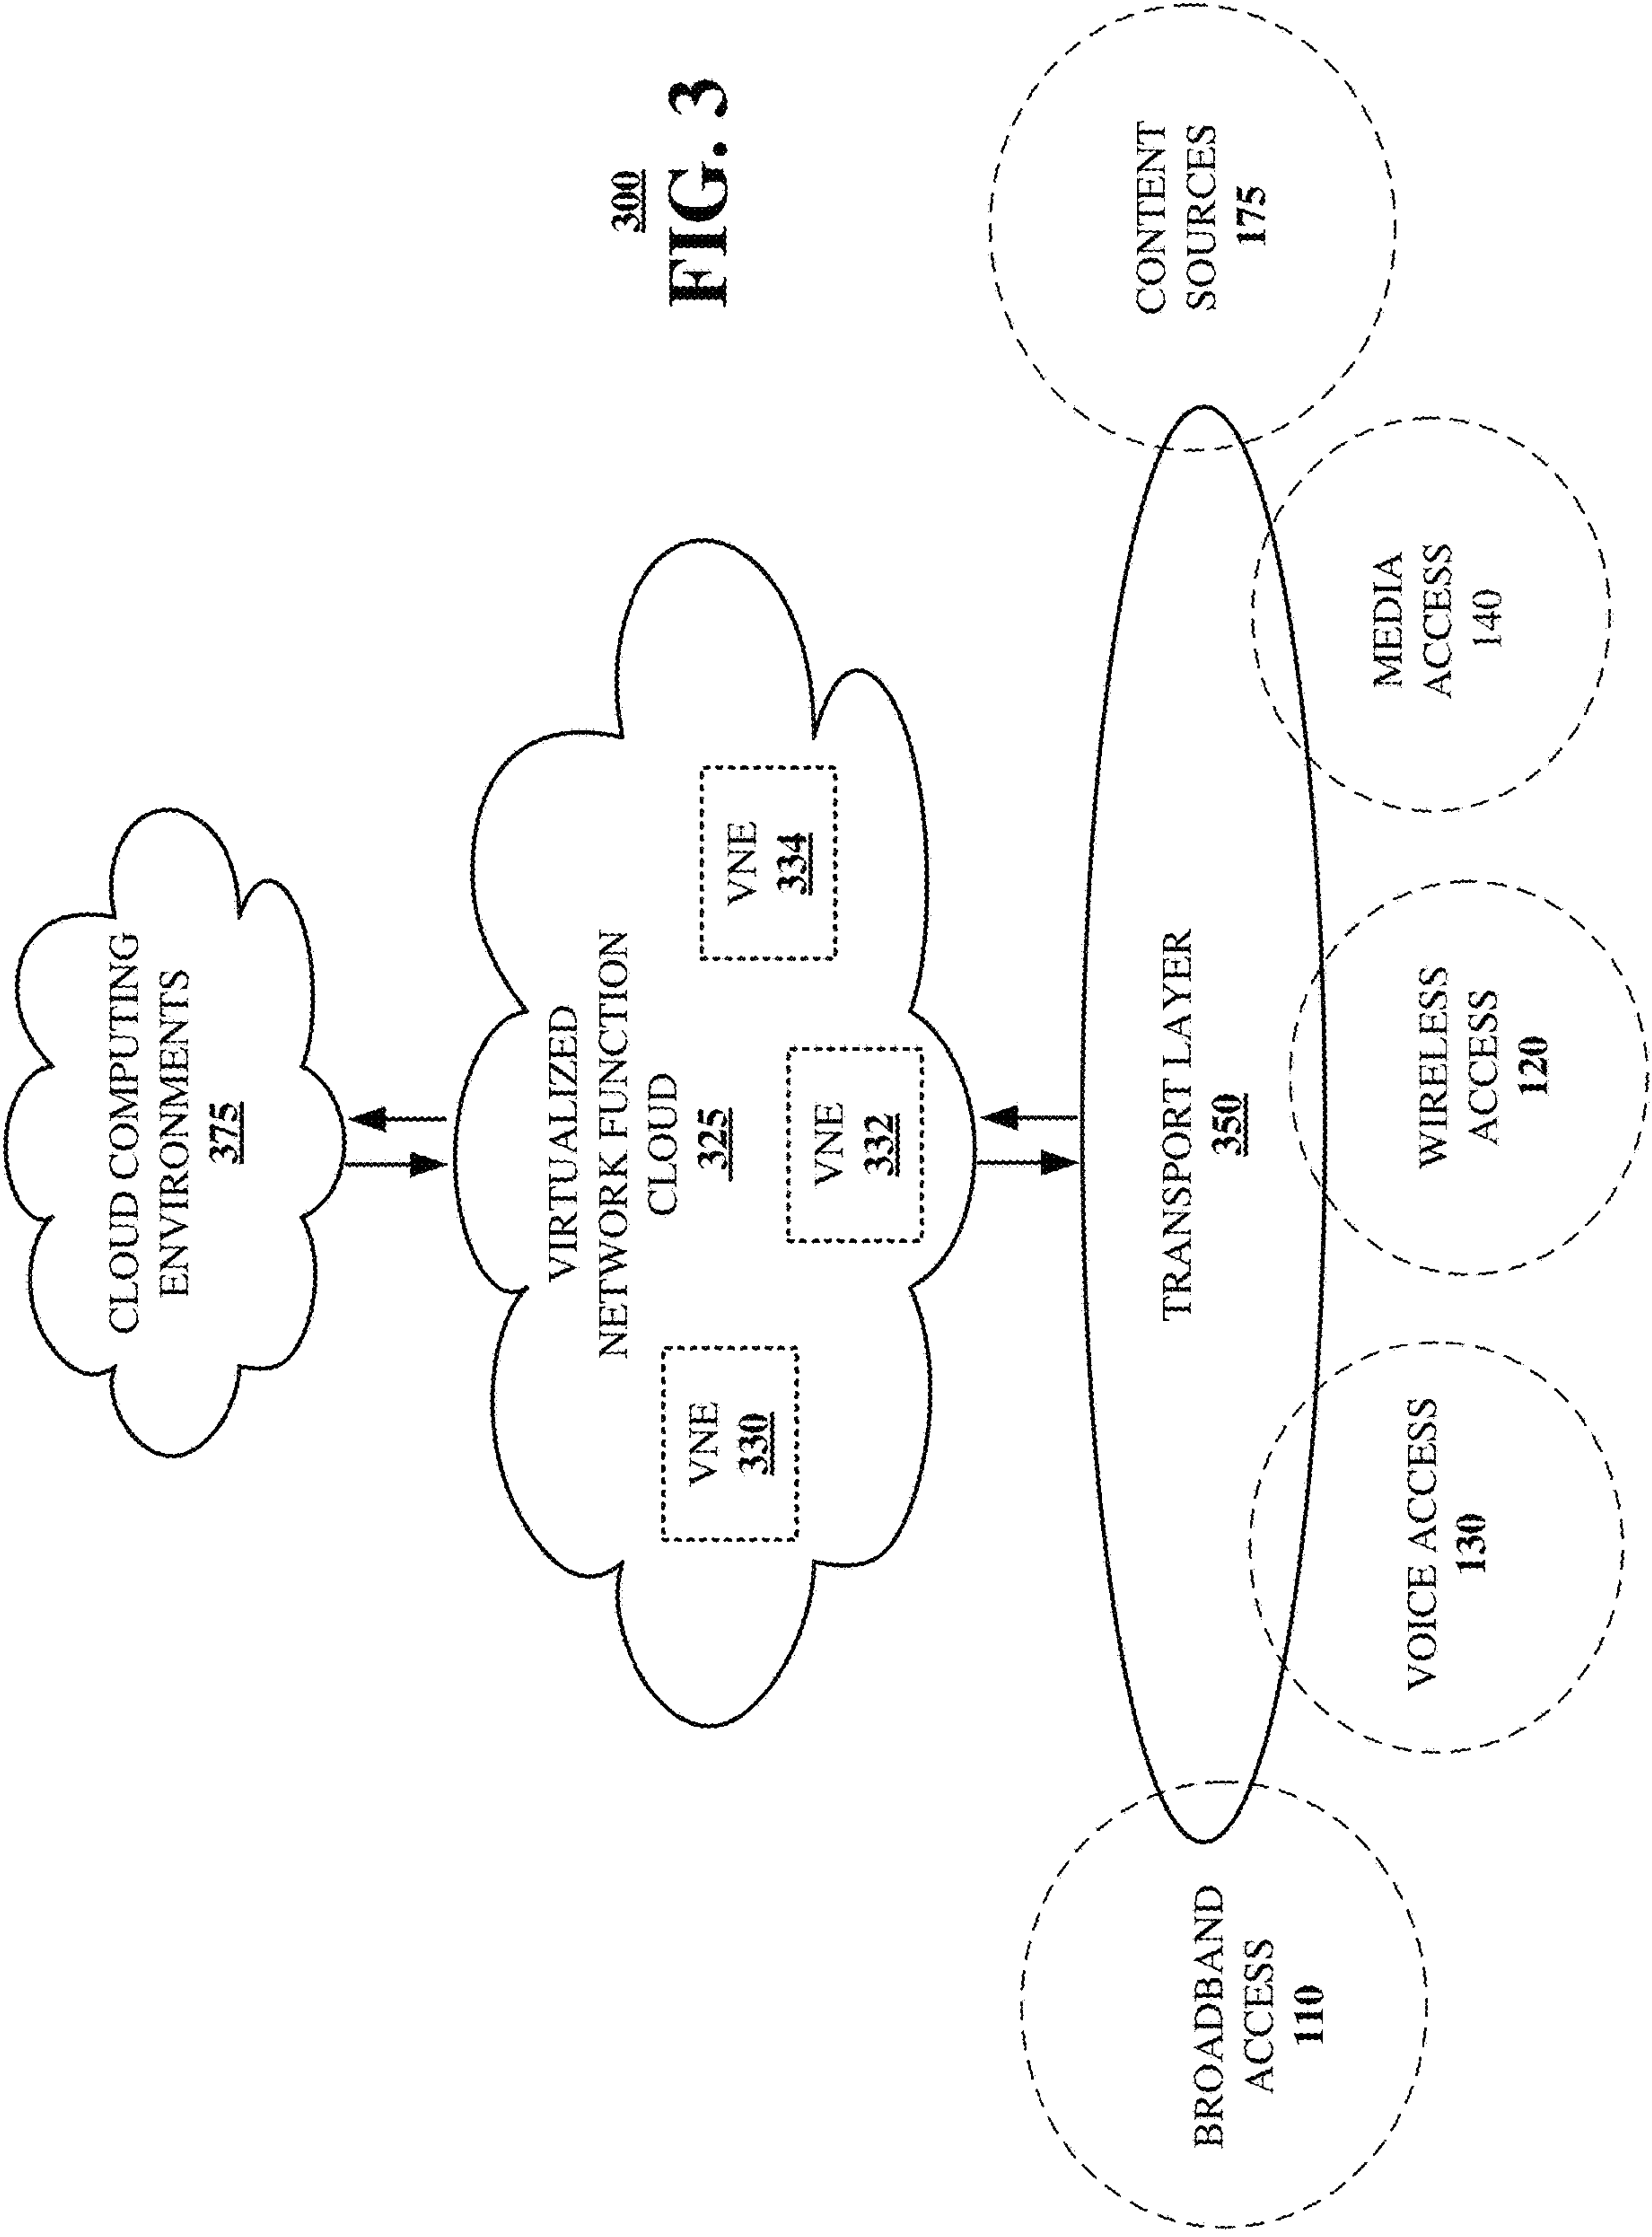 CLOUD COMPUTING
ENVIRONMENTS
375
VIRTUALIZED
NETWORK FUNCTION
CLOUD
325
VNE
330
VNE
332
VNE
334
300
FIG. 3
TRANSPORT LAYER
350
BROADBAND
ACCESS
110
VOICE ACCESS
130
WIRELESS
ACCESS
120
MEDIA
ACCESS
140
CONTENT
SOURCES
175